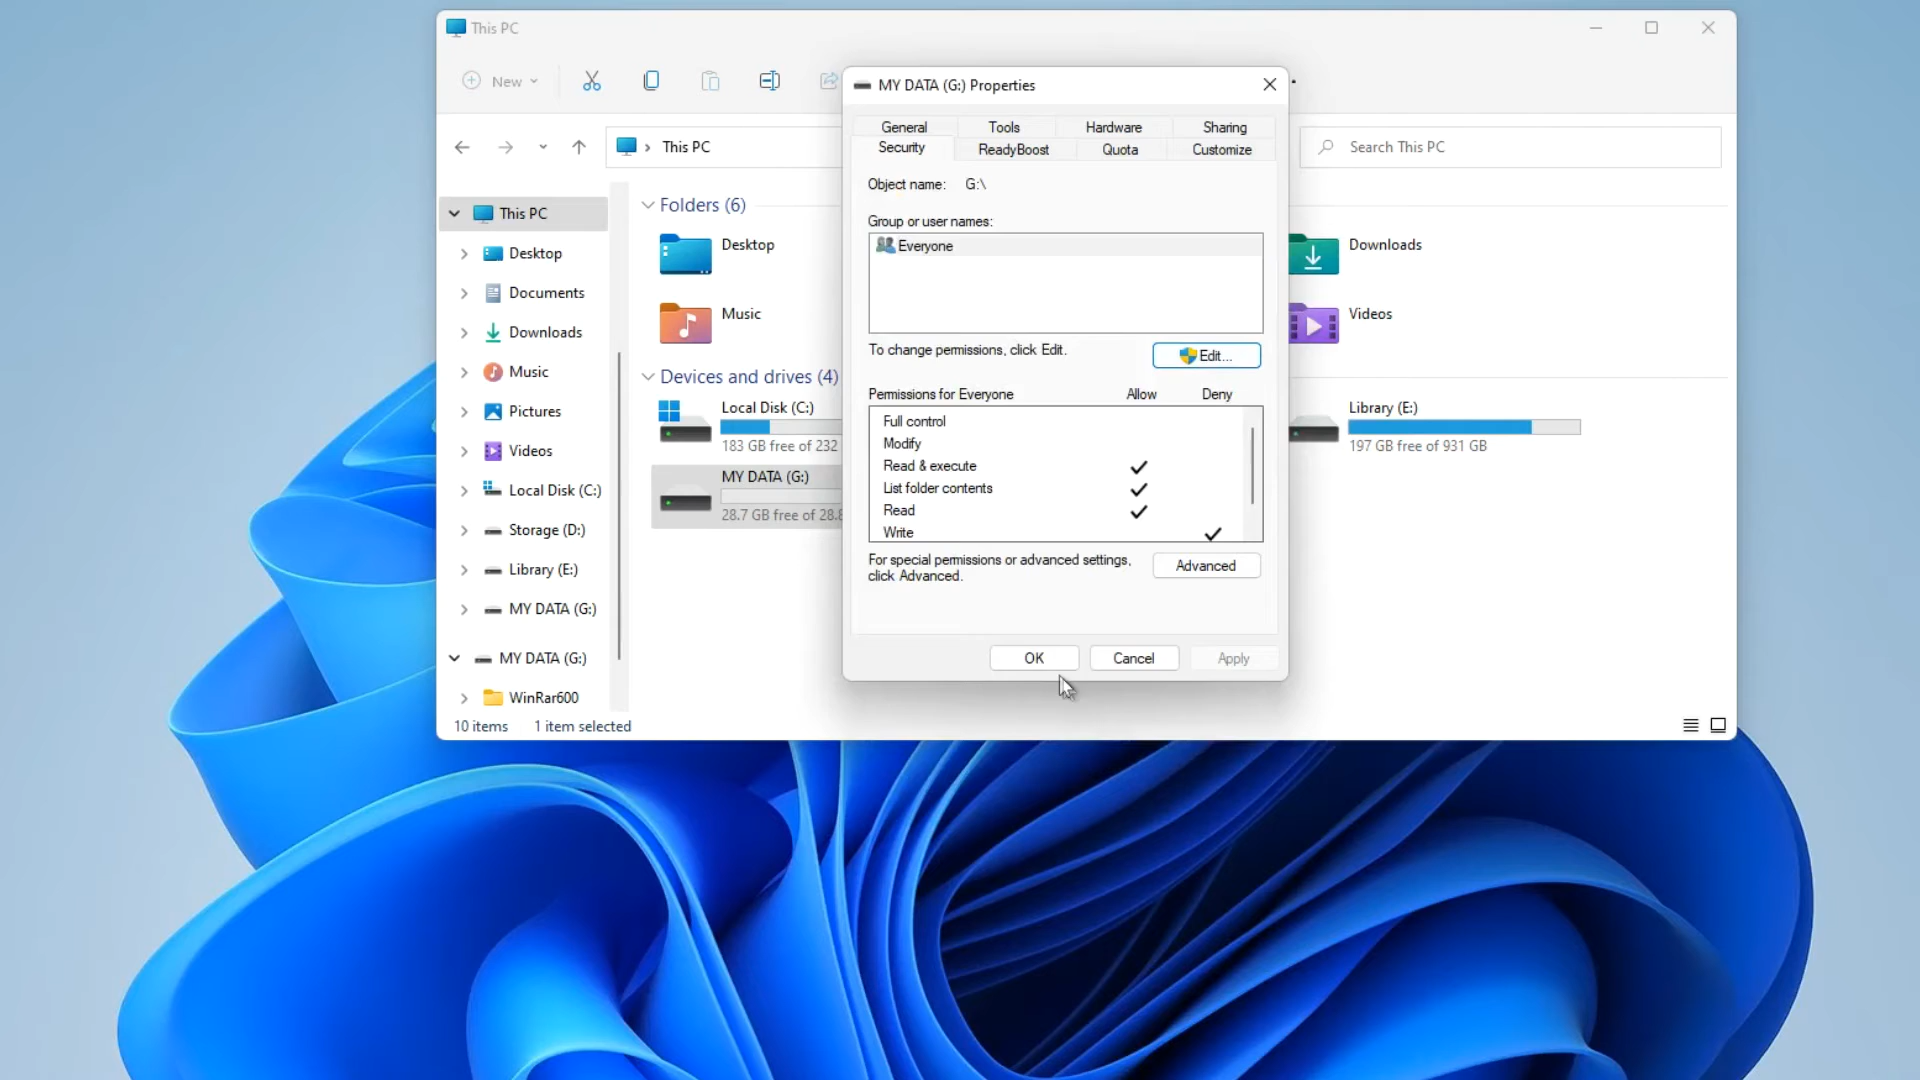 This PC
New
MY DATA (G:) Properties
General
Tools
Hardware
Sharing
Security
ReadyBoost
Quota
Customize
This PC
Search This PC
Object name: G:\
Group or user names:
Everyone
To change permissions, click Edit.
Edit...
Permissions for Everyone
Allow
Deny
Full control
Modify
Read & execute
List folder contents
Read
Write
For special permissions or advanced settings,
click Advanced.
Advanced
OK
Cancel
Apply
This PC
Desktop
Documents
Downloads
Music
Pictures
Videos
Local Disk (C:)
Storage (D:)
Library (E:)
MY DATA (G:)
MY DATA (G:)
WinRar600
Folders (6)
Desktop
Downloads
Music
Videos
Devices and drives (4)
Local Disk (C:)
183 GB free of 232
Library (E:)
197 GB free of 931 GB
MY DATA (G:)
28.7 GB free of 28.8
10 items
1 item selected